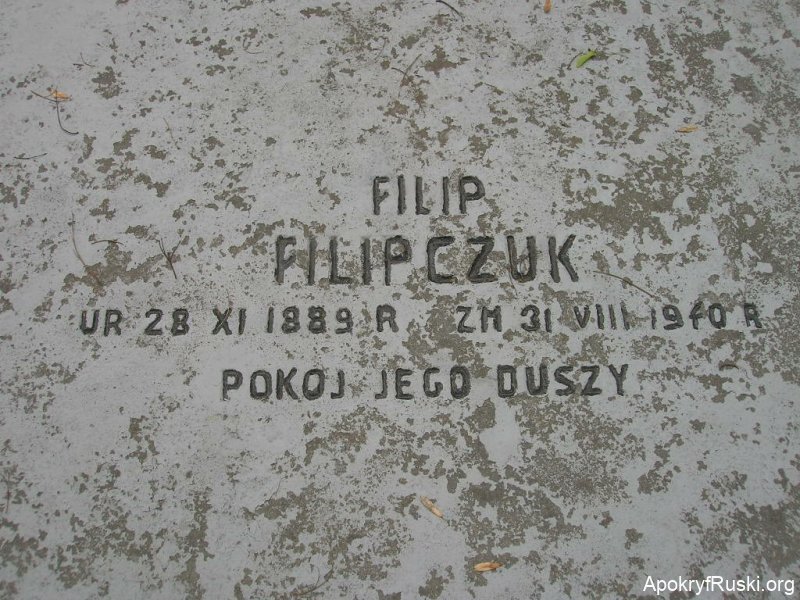 FILIP
FILIPCZUK
UR 28 XI 1889 R ZM 31 VIII 1970 R
POKOJ JEGO DUSZY
ApokryfRuski.org